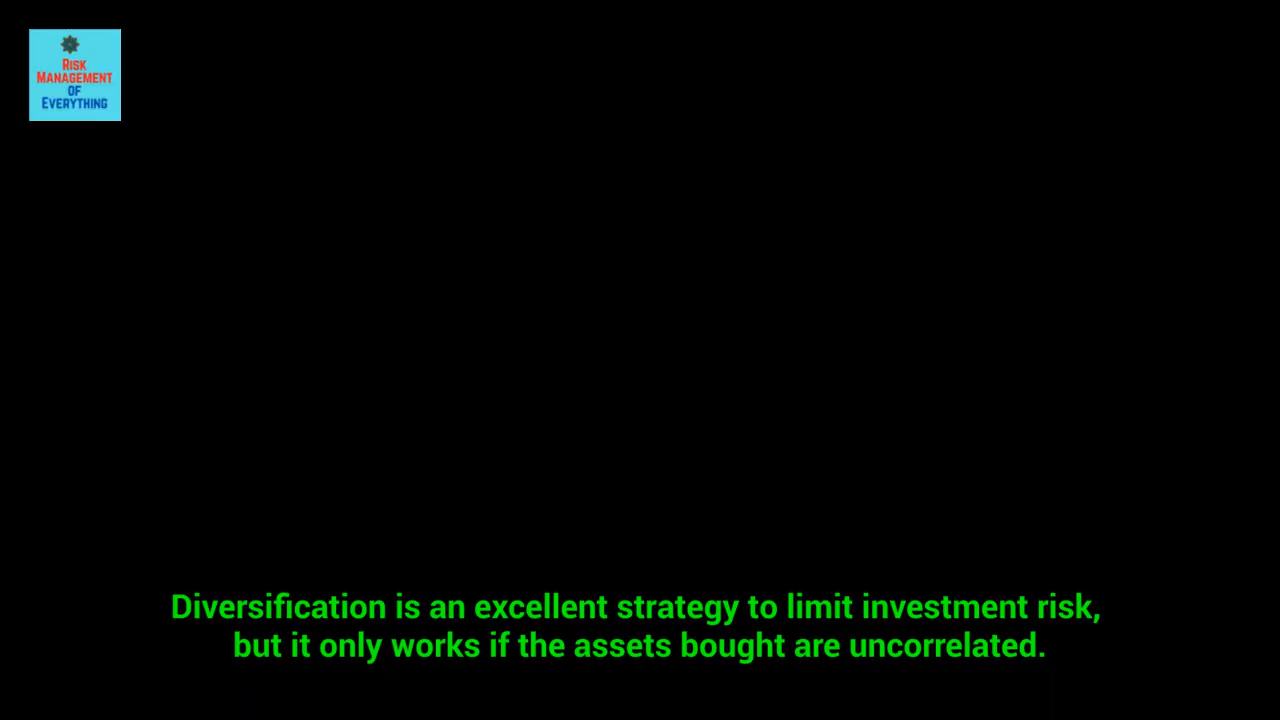 Risk
Management
of
Everything
Diversification is an excellent strategy to limit investment risk,
but it only works if the assets bought are uncorrelated.